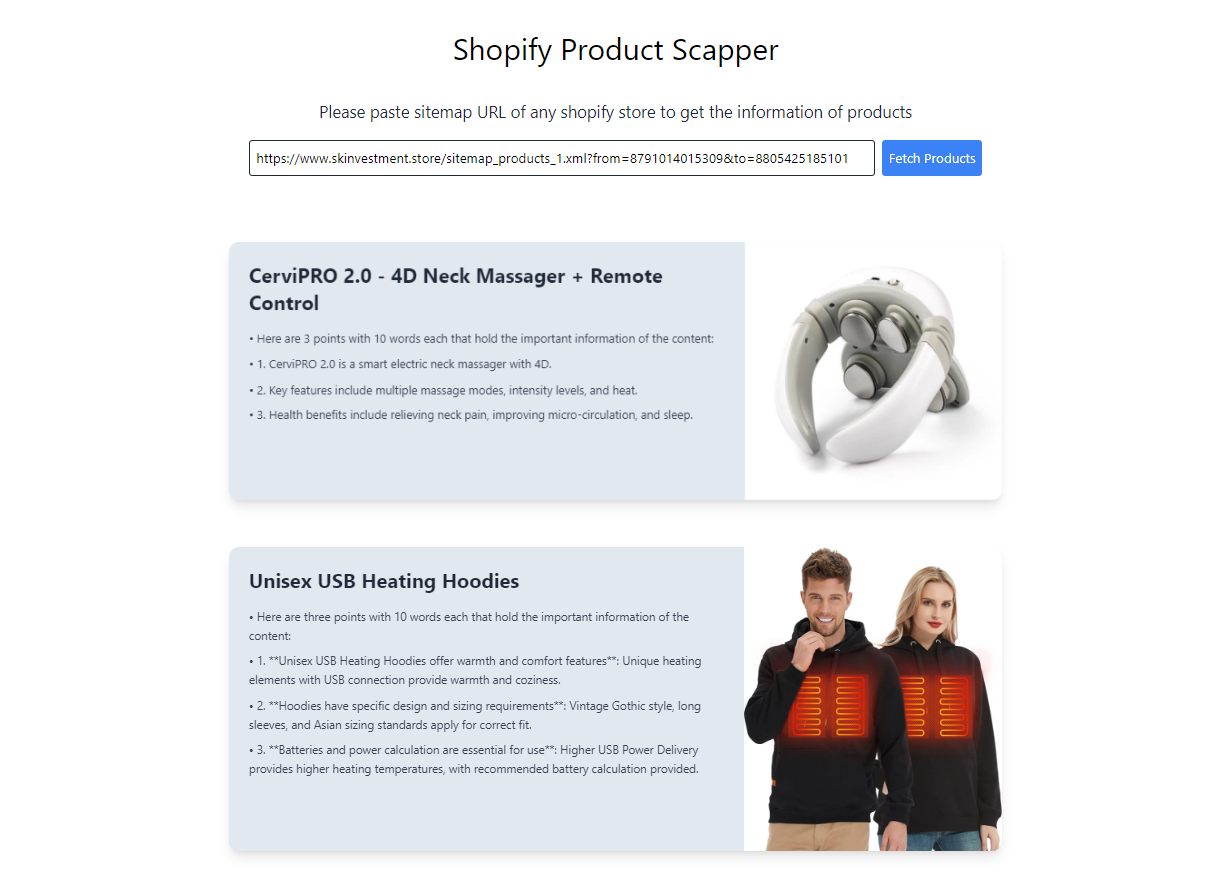 Shopify Product Scapper
Please paste sitemap URL of any shopify store to get the information of products
https://www.skinvestment.store/sitemap_products_1.xml?from=8791014015309&to=8805425185101
Fetch Products
CerviPRO 2.0 - 4D Neck Massager + Remote
Control
• Here are 3 points with 10 words each that hold the important information of the content:
• 1. CerviPRO 2.0 is a smart electric neck massager with 4D.
• 2. Key features include multiple massage modes, intensity levels, and heat.
• 3. Health benefits include relieving neck pain, improving micro-circulation, and sleep.
Unisex USB Heating Hoodies
• Here are three points with 10 words each that hold the important information of the
content:
• 1. **Unisex USB Heating Hoodies offer warmth and comfort features**: Unique heating
elements with USB connection provide warmth and coziness.
• 2. **Hoodies have specific design and sizing requirements**: Vintage Gothic style, long
sleeves, and Asian sizing standards apply for correct fit.
• 3. **Batteries and power calculation are essential for use**: Higher USB Power Delivery
provides higher heating temperatures, with recommended battery calculation provided.